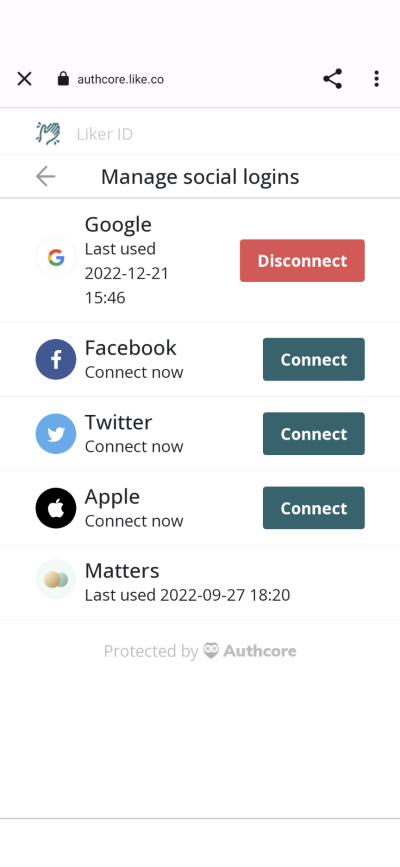 authcore.like.co
Liker ID
Manage social logins
Google
Last used
2022-12-21
15:46
Disconnect
Facebook
Connect now
Connect
Twitter
Connect now
Connect
Apple
Connect now
Connect
Matters
Last used 2022-09-27 18:20
Protected by Authcore